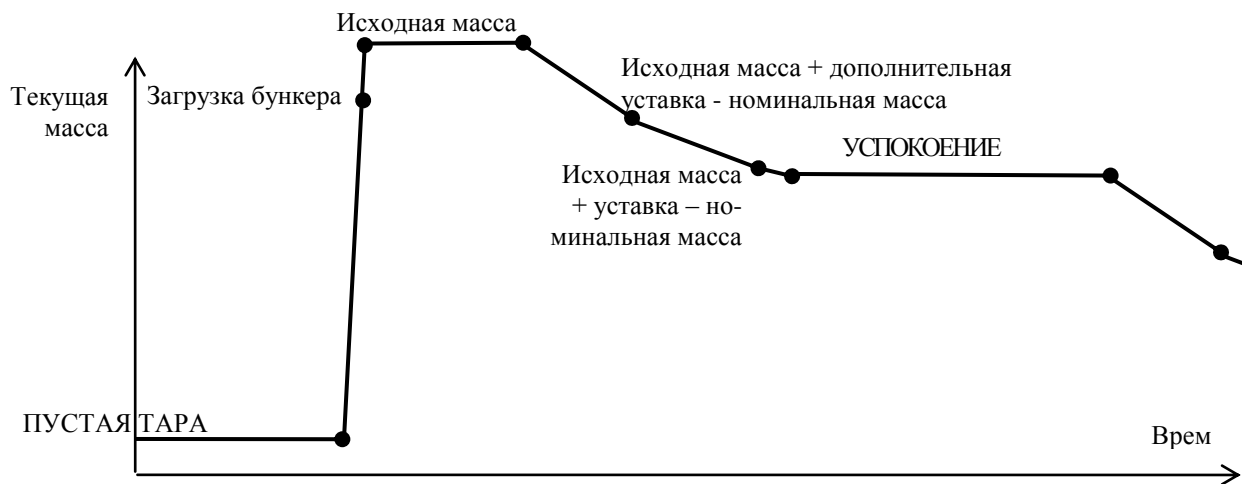 Исходная масса
Текущая
масса
Загрузка бункера
Исходная масса + дополнительная
уставка - номинальная масса
УСПОКОЕНИЕ
Исходная масса
+ уставка – но-
минальная масса
ПУСТАЯ ТАРА
Врем